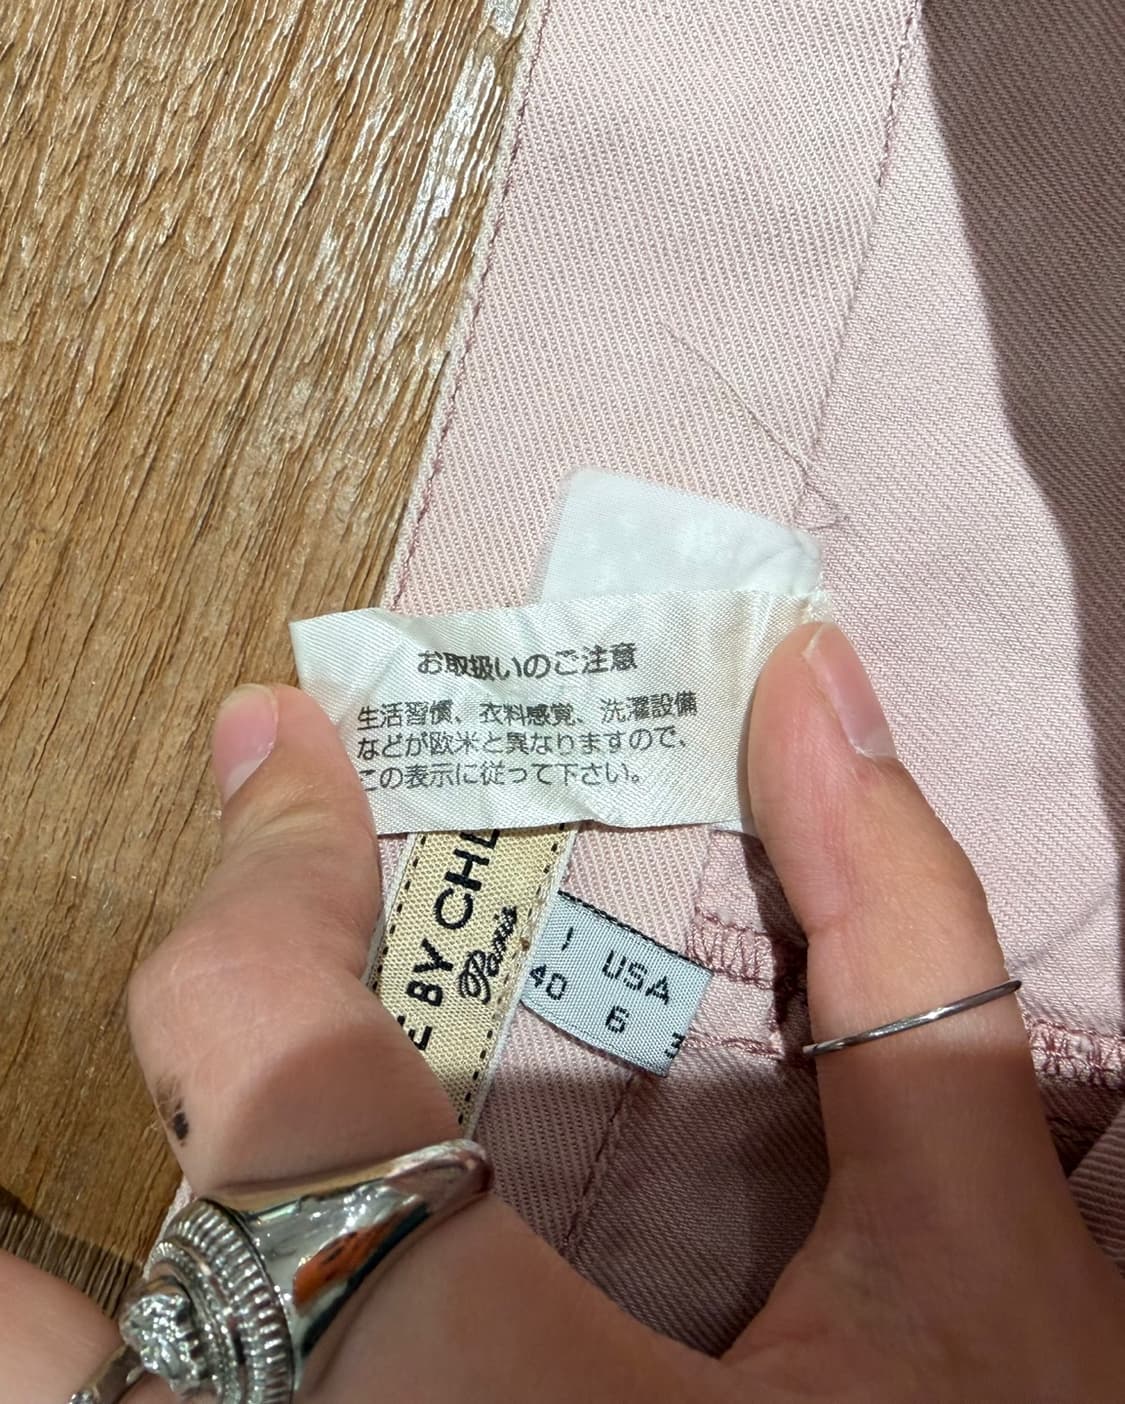 お取扱いのご注意
生活習慣、衣料感覚、洗濯設備
などが欧米と異なりますので、
この表示に従って下さい。
BY CHL
Paris
I USA
40 6